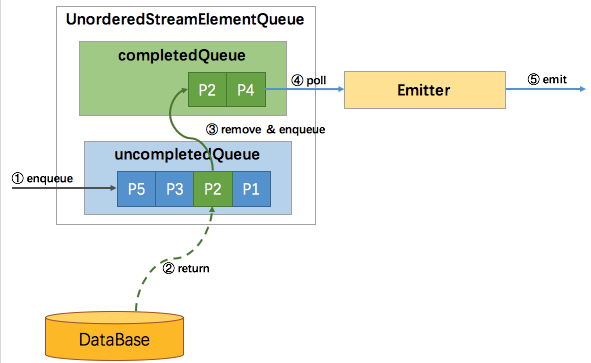 UnorderedStreamElementQueue
completedQueue
P2 P4
④ poll
Emitter
⑤ emit
③ remove & enqueue
uncompletedQueue
① enqueue
P5 P3 P2 P1
② return
DataBase